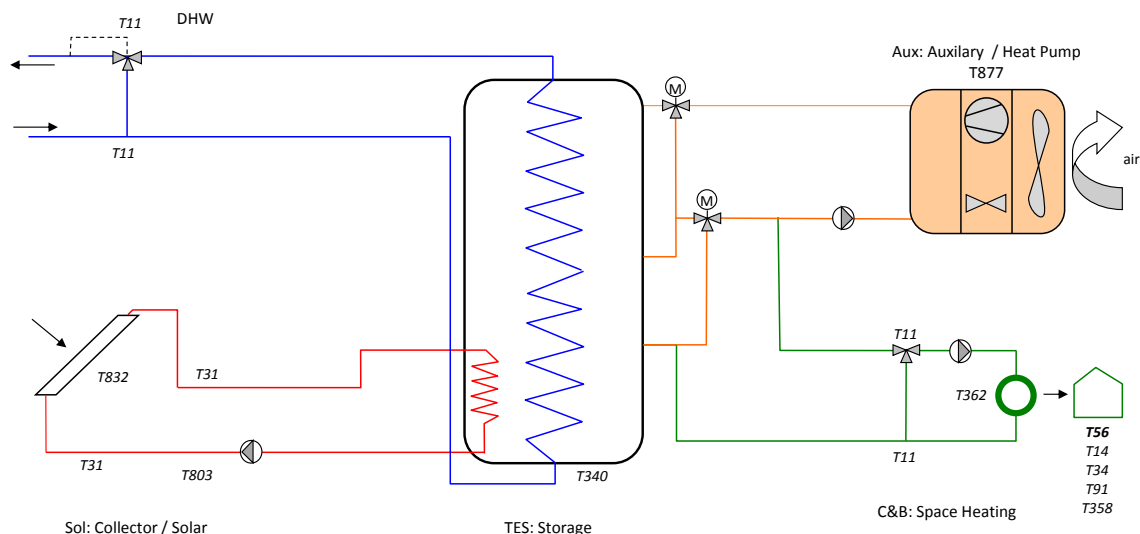 T11
DHW
T11
Aux: Auxilary / Heat Pump
T877
M
air
M
T832
T31
T31
T803
T340
T11
T362
T11
T56
T14
T34
T91
T358
Sol: Collector / Solar
TES: Storage
C&B: Space Heating